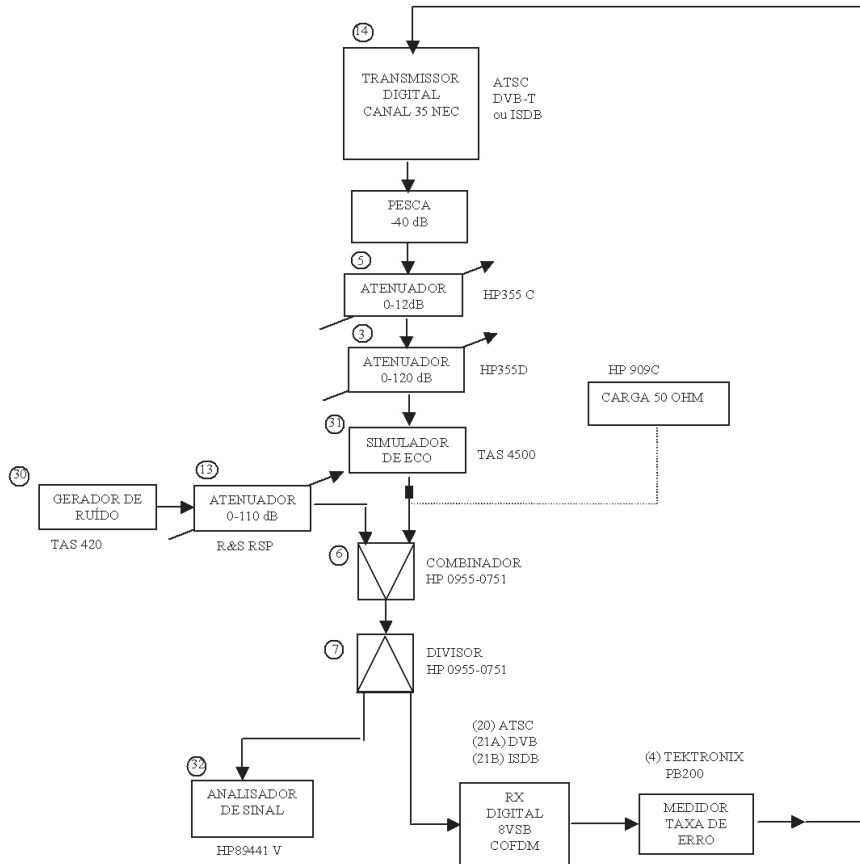 14
TRANSMISSOR
DIGITAL
CANAL 35 NEC
ATSC
DVB-T
ou ISDB
PESCA
-40 dB
5
ATENUADOR
0-12dB
HP355 C
3
ATENUADOR
0-120 dB
HP355D
HP 909C
CARGA 50 OHM
31
SIMULADOR
DE ECO
TAS 4500
30
GERADOR DE
RUÍDO
TAS 420
13
ATENUADOR
0-110 dB
R&S RSP
6
COMBINADOR
HP 0955-0751
7
DIVISOR
HP 0955-0751
32
ANALISADOR
DE SINAL
HP89441 V
(20) ATSC
(21A) DVB
(21B) ISDB
RX
DIGITAL
8VSB
COFDM
(4) TEKTRONIX
PB200
MEDIDOR
TAXA DE
ERRO